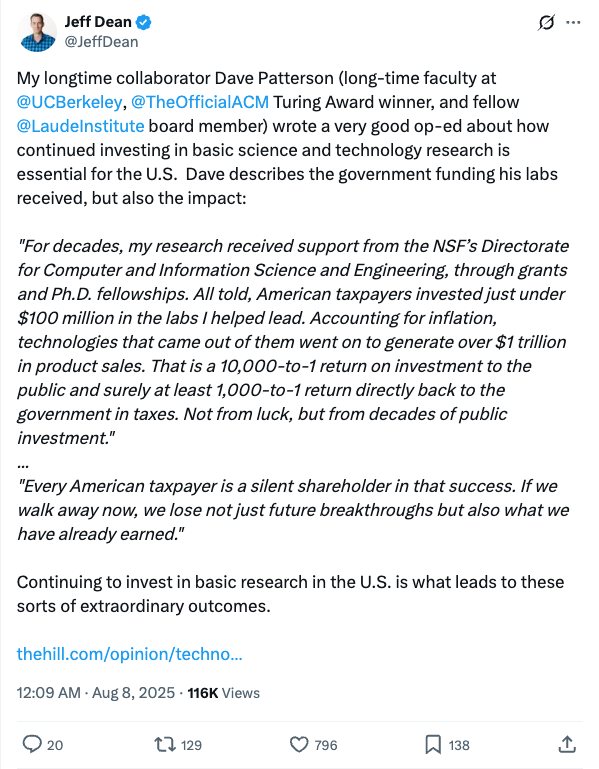 Jeff Dean
@JeffDean
My longtime collaborator Dave Patterson (long-time faculty at
@UCBerkeley, @TheOfficialACM Turing Award winner, and fellow
@LaudeInstitute board member) wrote a very good op-ed about how
continued investing in basic science and technology research is
essential for the U.S.  Dave describes the government funding his labs
received, but also the impact:
"For decades, my research received support from the NSF’s Directorate
for Computer and Information Science and Engineering, through grants
and Ph.D. fellowships. All told, American taxpayers invested just under
$100 million in the labs I helped lead. Accounting for inflation,
technologies that came out of them went on to generate over $1 trillion
in product sales. That is a 10,000-to-1 return on investment to the
public and surely at least 1,000-to-1 return directly back to the
government in taxes. Not from luck, but from decades of public
investment."
...
"Every American taxpayer is a silent shareholder in that success. If we
walk away now, we lose not just future breakthroughs but also what we
have already earned."
Continuing to invest in basic research in the U.S. is what leads to these
sorts of extraordinary outcomes.
thehill.com/opinion/techno...
12:09 AM · Aug 8, 2025 · 116K Views
20 129 796 138